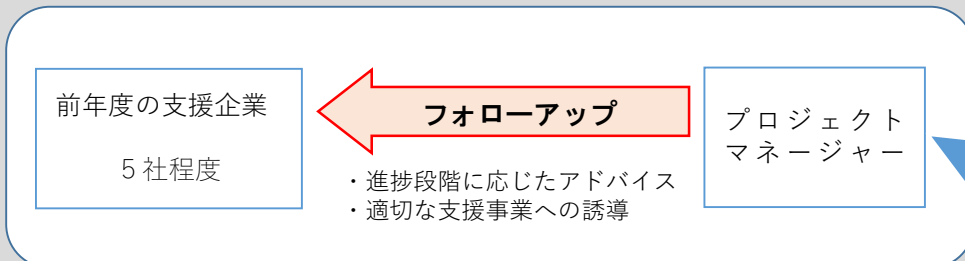 前年度の支援企業
５社程度
フォローアップ
・進捗段階に応じたアドバイス
・適切な支援事業への誘導
プロジェクト
マネージャー